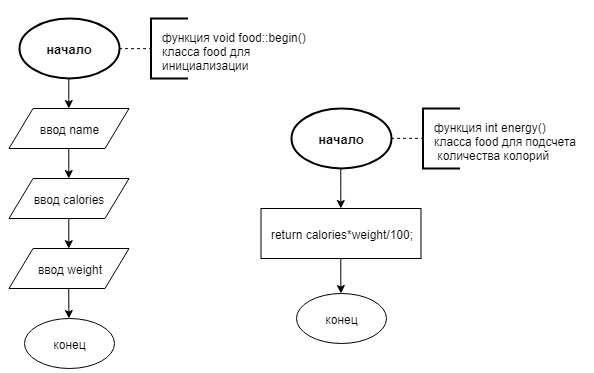 начало
функция void food::begin()
класса food для
инициализации
ввод name
ввод calories
ввод weight
конец
начало
функция int energy()
класса food для подсчета
количества колорий
return calories*weight/100;
конец